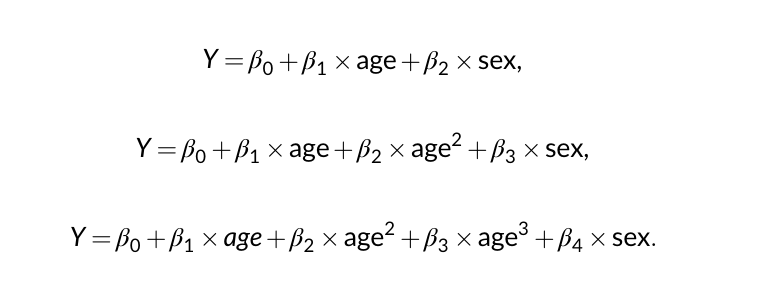 Y = β₀ + β₁ × age + β₂ × sex,
Y = β₀ + β₁ × age + β₂ × age² + β₃ × sex,
Y = β₀ + β₁ × age + β₂ × age² + β₃ × age³ + β₄ × sex.